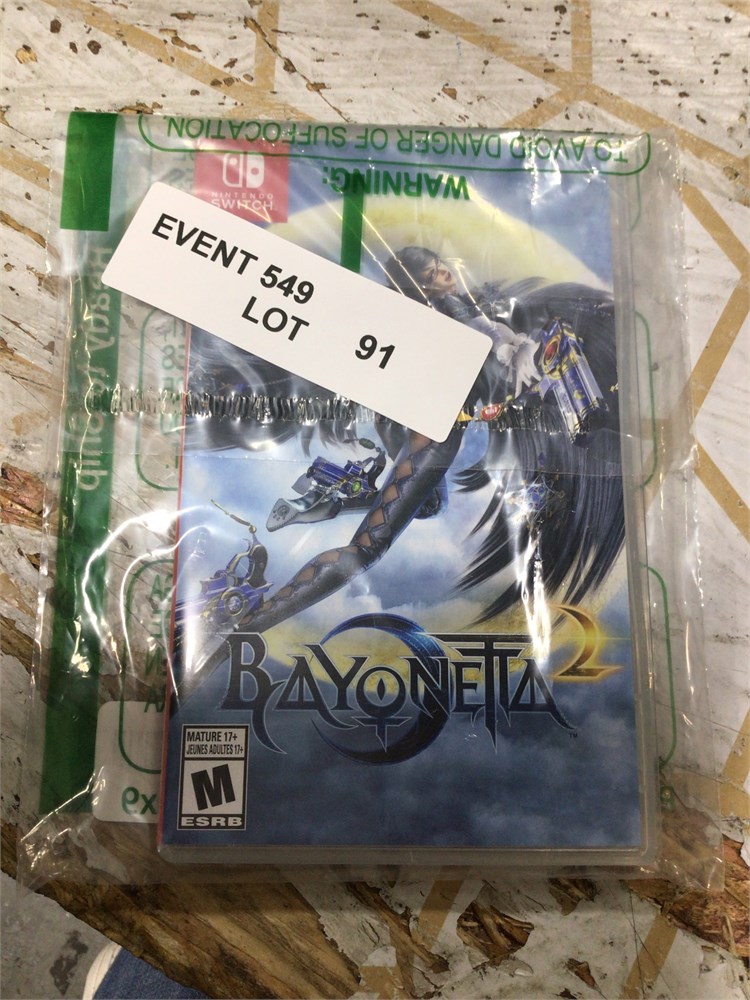 TO AVOID DANGER OF SUFFOCATION
WARNING:
NINTENDO
SWITCH
EVENT 549
LOT 91
BAYONETTA 2
TM
MATURE 17+
JEUNES ADULTES 17+
M
ESRB